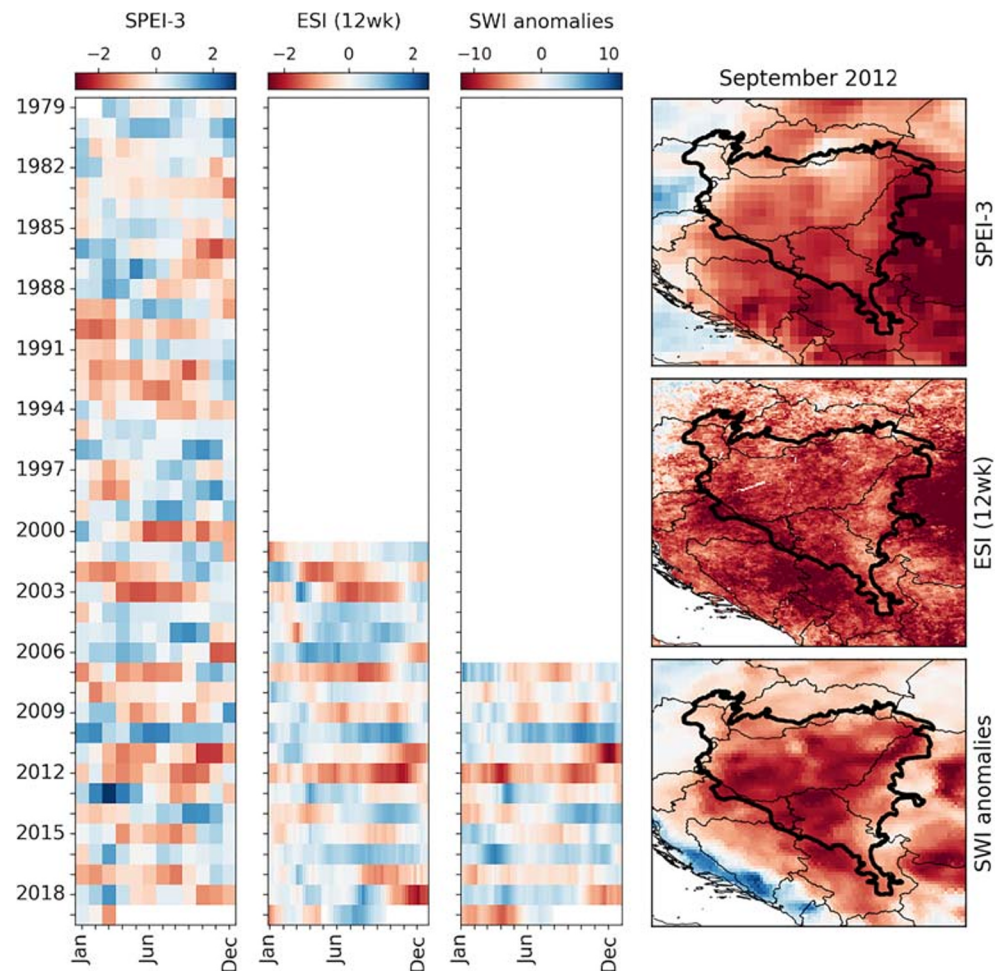 SPEI-3
ESI (12wk)
SWI anomalies
−2 0 2
−2 0 2
−10 0 10
September 2012
1979
1982
1985
1988
1991
1994
1997
2000
2003
2006
2009
2012
2015
2018
Jan Jun Dec
Jan Jun Dec
Jan Jun Dec
SPEI-3
ESI (12wk)
SWI anomalies